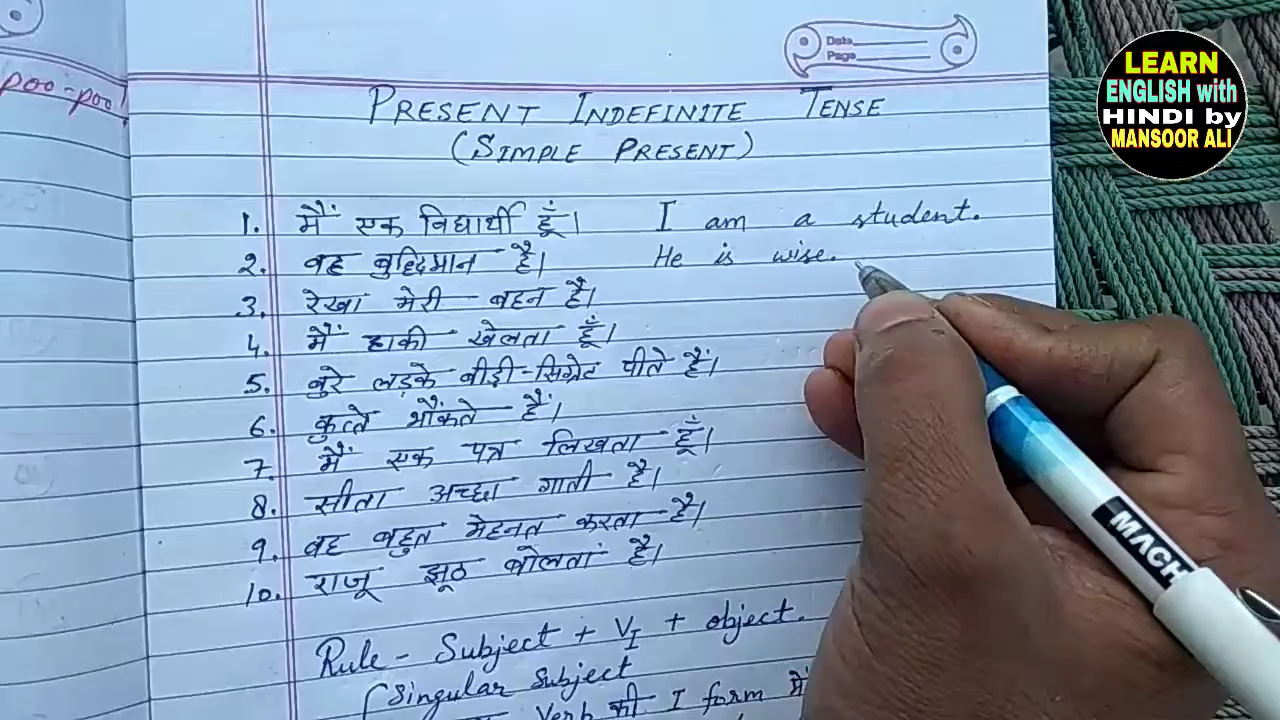 LEARN
ENGLISH with
HINDI by
MANSOOR ALI
Date
Page
poo-poo
PRESENT INDEFINITE TENSE
(SIMPLE PRESENT)
1. मैं एक विद्यार्थी हूँ। I am a student.
2. वह बुद्धिमान है। He is wise.
3. रेखा मेरी बहन है।
4. मैं हाकी खेलता हूँ।
5. बुरे लड़के बीड़ी-सिग्रेट पीते हैं।
6. कुत्ते भौंकते हैं।
7. मैं एक पत्र लिखता हूँ।
8. सीता अच्छा गाती है।
9. वह बहुत मेहनत करता है।
10. राजू झूठ बोलता है।
Rule - Subject + V₁ + object.
(Singular Subject
Verb की I form में
MACH